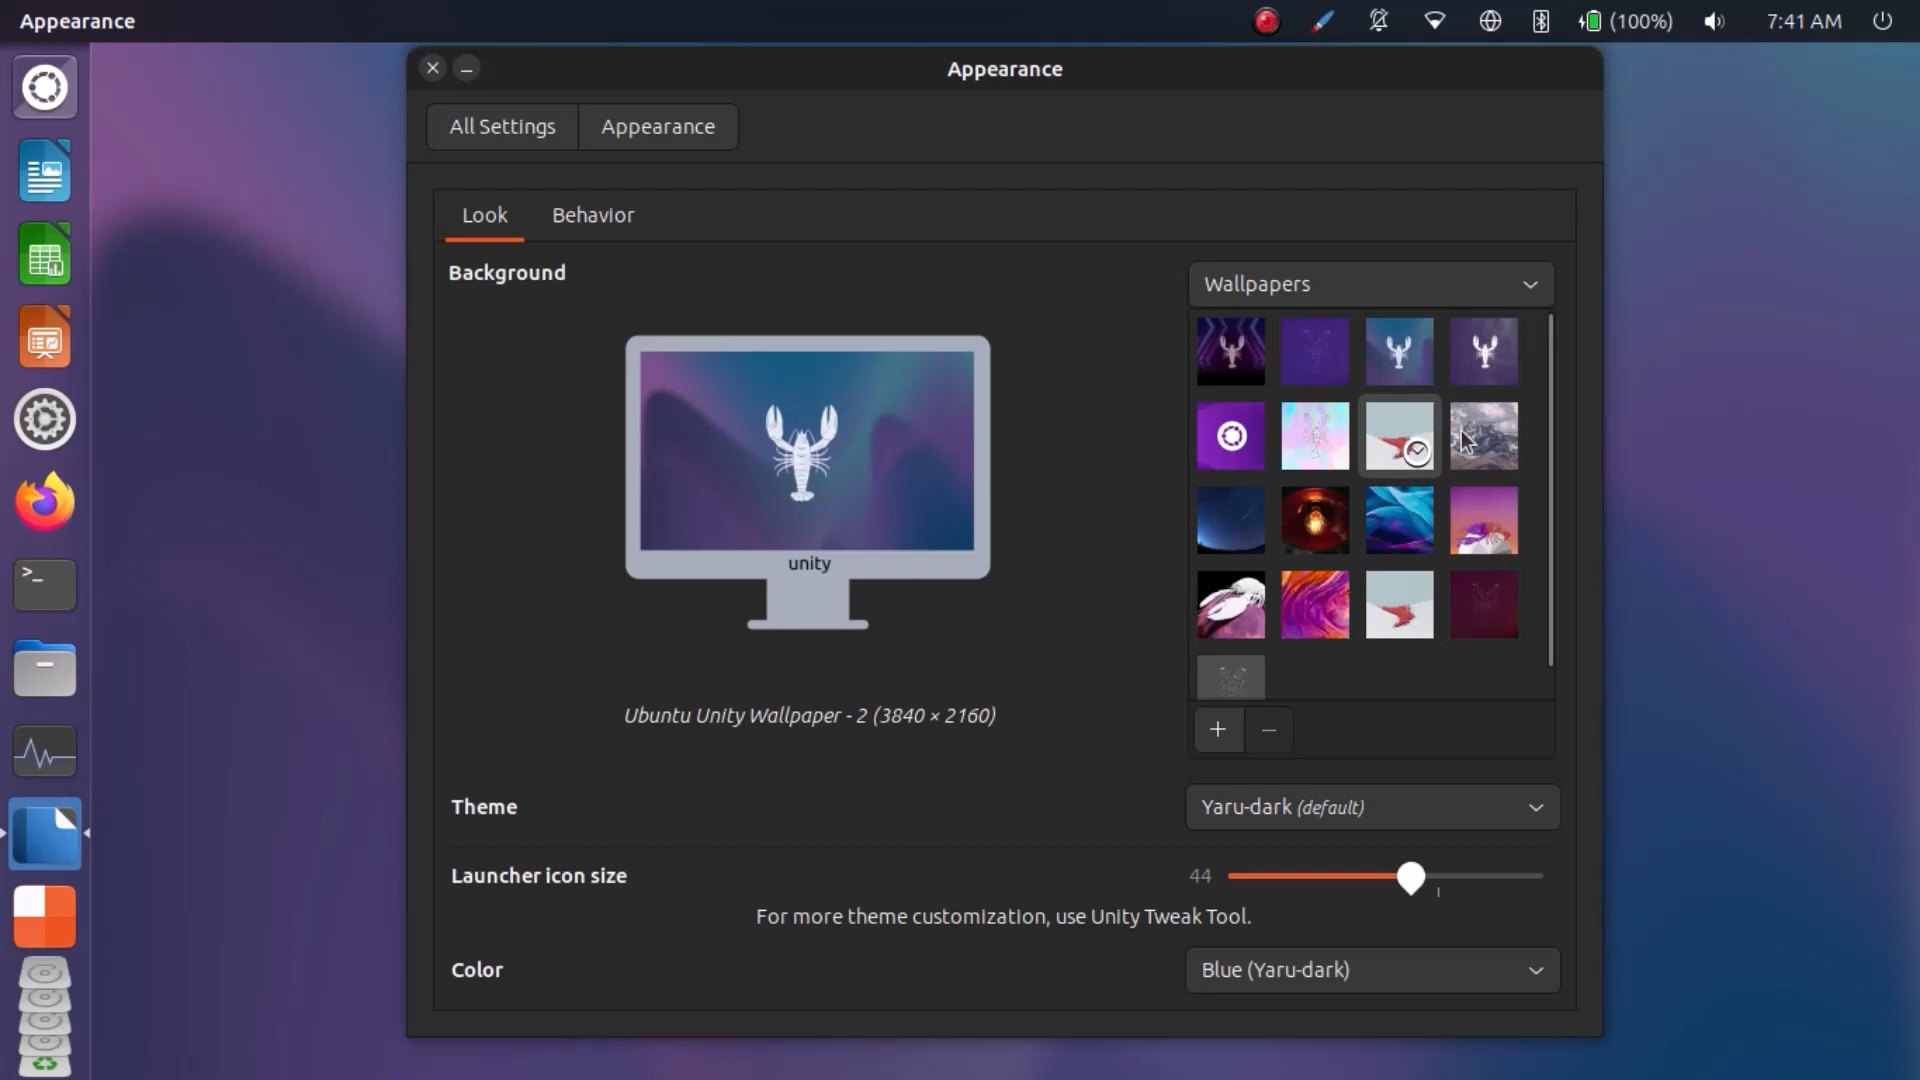 Appearance
(100%)
7:41 AM
Appearance
All Settings
Appearance
Look
Behavior
Background
Wallpapers
unity
Ubuntu Unity Wallpaper - 2 (3840 × 2160)
+
−
Theme
Yaru-dark (default)
Launcher icon size
44
For more theme customization, use Unity Tweak Tool.
Color
Blue (Yaru-dark)
>_